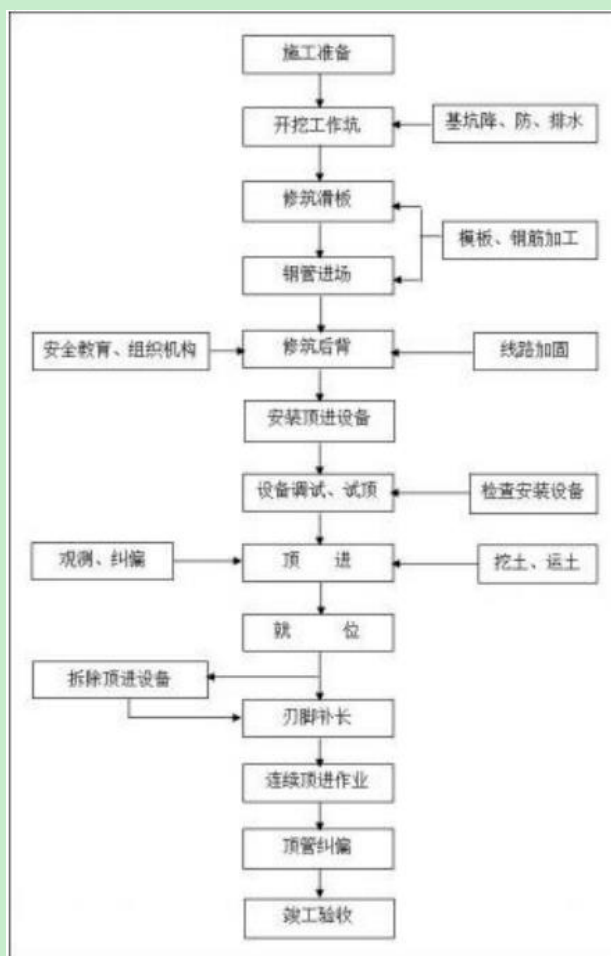 施工准备
开挖工作坑
基坑降、防、排水
修筑滑板
模板、钢筋加工
钢管进场
安全教育、组织机构
修筑后背
线路加固
安装顶进设备
设备调试、试顶
检查安装设备
观测、纠偏
顶 进
挖土、运土
就 位
拆除顶进设备
刃脚补长
连续顶进作业
顶管纠偏
竣工验收